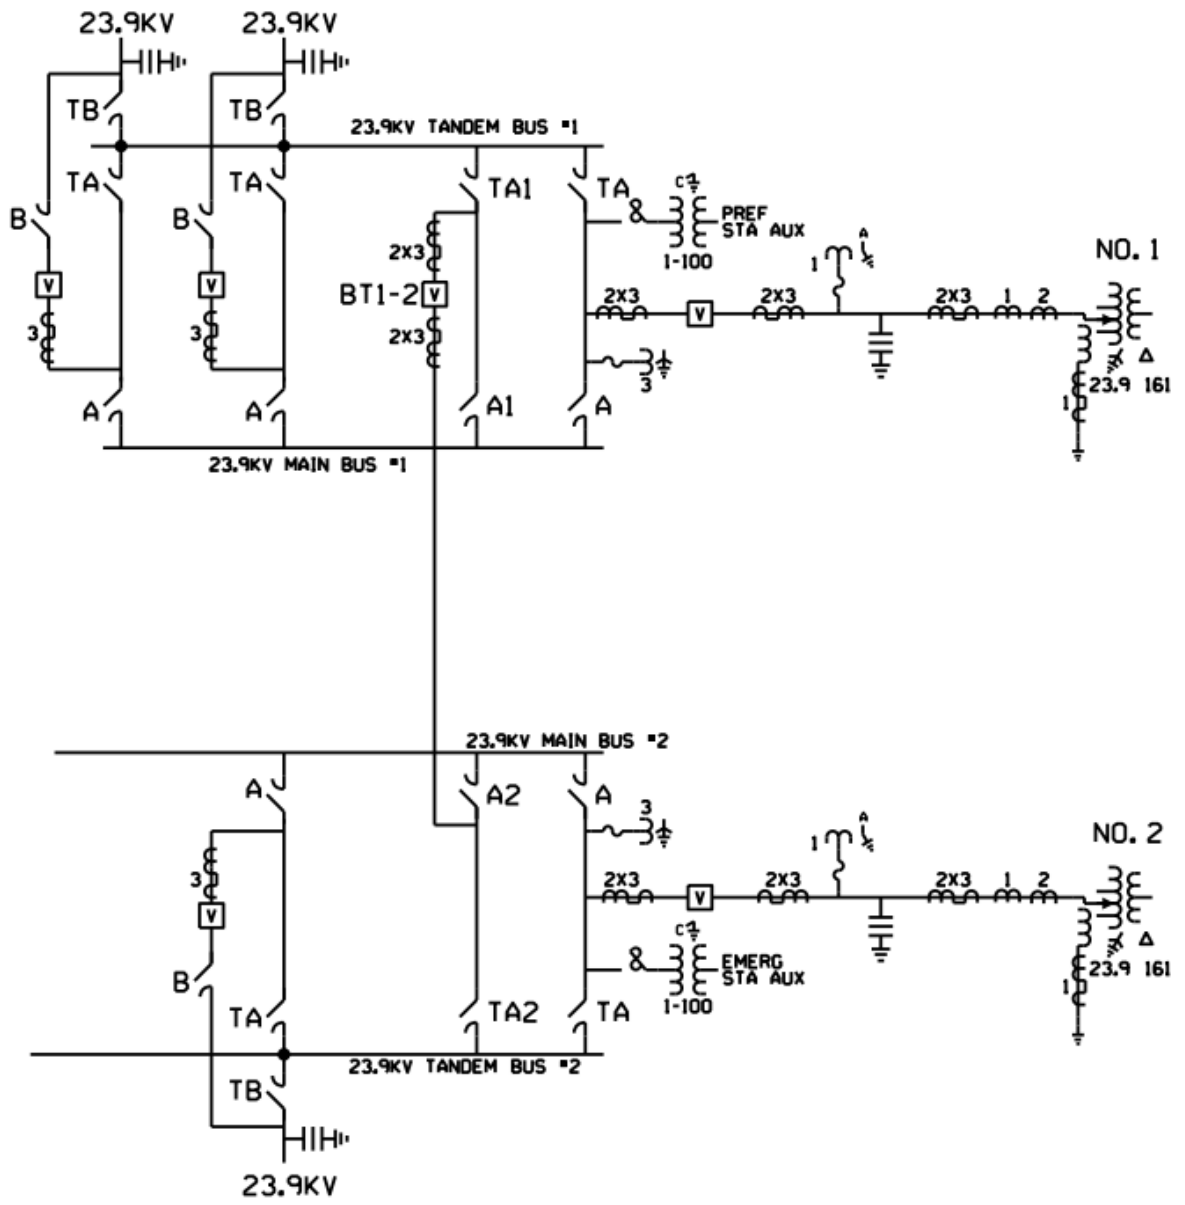 23.9KV
23.9KV
TB
TB
23.9KV TANDEM BUS #1
TA
TA
TA1
TA
C
PREF
STA AUX
1-100
B
B
2X3
BT1-2
V
2X3
V
V
3
3
2X3
V
2X3
1
A
2X3
1
2
NO. 1
Δ
23.9 161
1
3
A
A
A1
A
23.9KV MAIN BUS #1
23.9KV MAIN BUS #2
A
A2
A
3
3
V
2X3
V
2X3
1
A
2X3
1
2
NO. 2
Δ
23.9 161
1
C
EMERG
STA AUX
1-100
B
TA
TA2
TA
23.9KV TANDEM BUS #2
TB
23.9KV